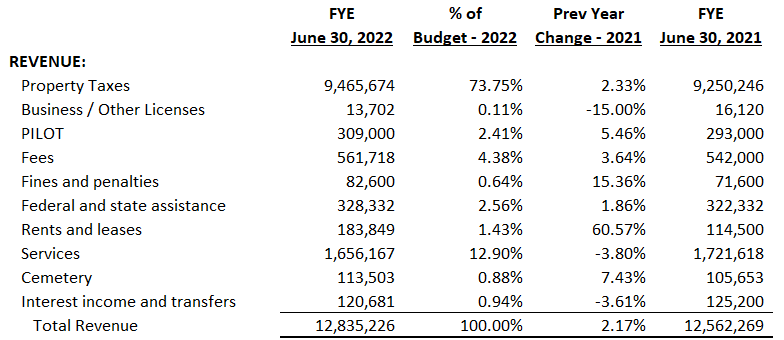 FYE % of Prev Year FYE
June 30, 2022 Budget - 2022 Change - 2021 June 30, 2021
REVENUE:
Property Taxes 9,465,674 73.75% 2.33% 9,250,246
Business / Other Licenses 13,702 0.11% -15.00% 16,120
PILOT 309,000 2.41% 5.46% 293,000
Fees 561,718 4.38% 3.64% 542,000
Fines and penalties 82,600 0.64% 15.36% 71,600
Federal and state assistance 328,332 2.56% 1.86% 322,332
Rents and leases 183,849 1.43% 60.57% 114,500
Services 1,656,167 12.90% -3.80% 1,721,618
Cemetery 113,503 0.88% 7.43% 105,653
Interest income and transfers 120,681 0.94% -3.61% 125,200
Total Revenue 12,835,226 100.00% 2.17% 12,562,269